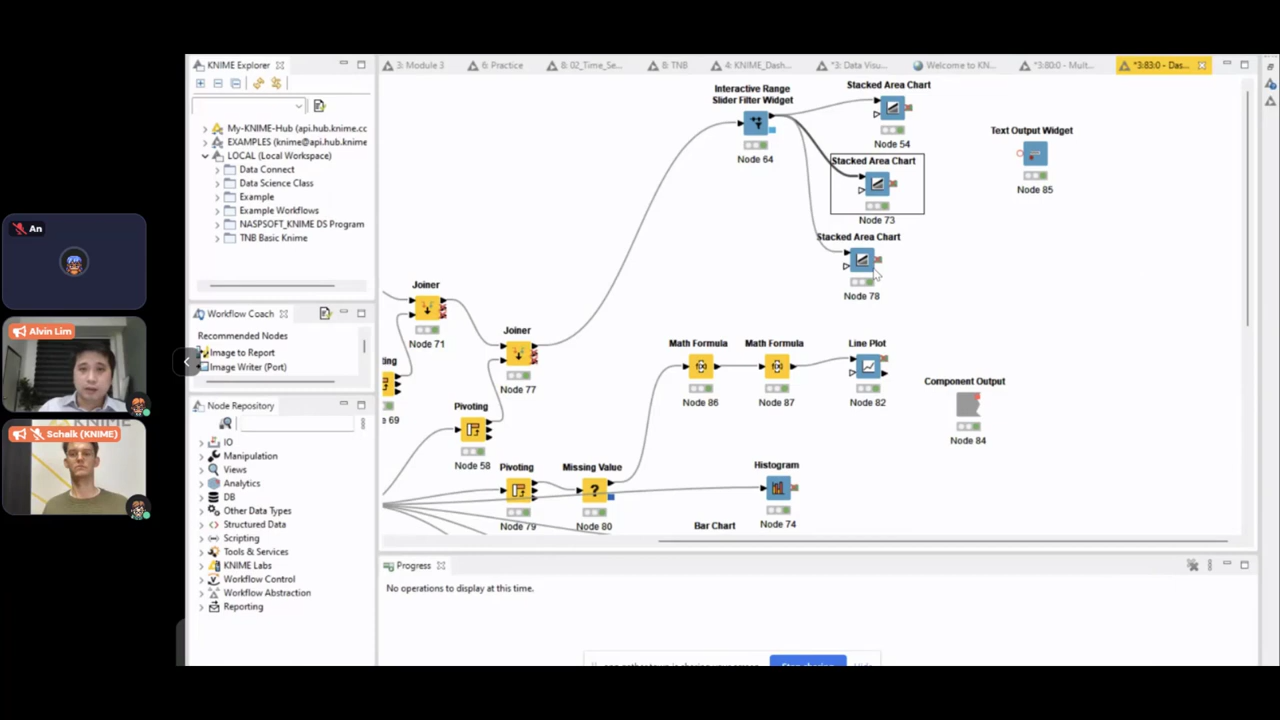 An
Alvin Lim
Schalk (KNIME)
KNIME Explorer
My-KNIME-Hub (api.hub.knime.cc
EXAMPLES (knime@api.hub.knime
LOCAL (Local Workspace)
Data Connect
Data Science Class
Example
Example Workflows
NASPSOFT_KNIME DS Program
TNB Basic Knime
Workflow Coach
Recommended Nodes
Image to Report
Image Writer (Port)
Node Repository
IO
Manipulation
Views
Analytics
DB
Other Data Types
Structured Data
Scripting
Tools & Services
KNIME Labs
Workflow Control
Workflow Abstraction
Reporting
3: Module 3
6: Practice
8: 02_Time_Se...
8: TNB
4: KNIME_Dash...
*3: Data Visu...
Welcome to KN...
*3:80:0 - Mult...
*3:83:0 - Das...
Interactive Range
Slider Filter Widget
Node 64
Stacked Area Chart
Node 54
Stacked Area Chart
Node 73
Stacked Area Chart
Node 78
Text Output Widget
Node 85
Joiner
Node 71
Joiner
Node 77
ting
69
Pivoting
Node 58
Math Formula
Node 86
Math Formula
Node 87
Line Plot
Node 82
Component Output
Node 84
Pivoting
Node 79
Missing Value
Node 80
Histogram
Node 74
Bar Chart
Progress
No operations to display at this time.
Stop sharing
Hide